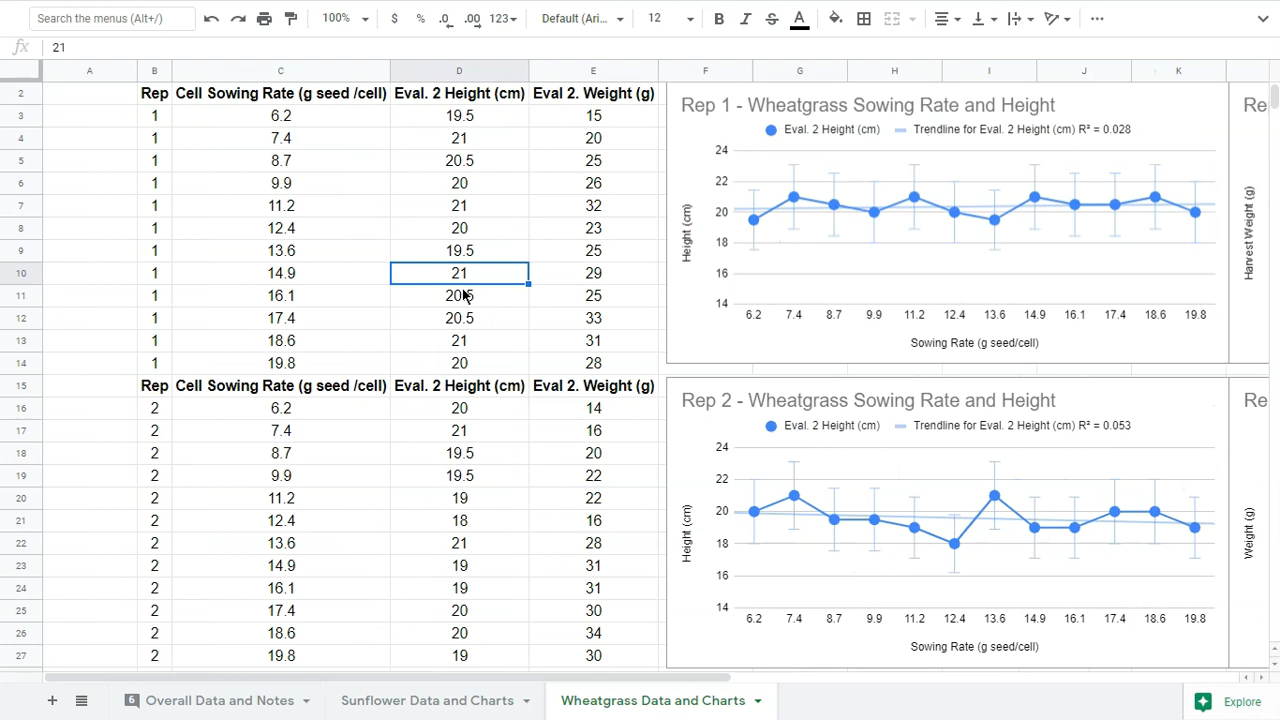 Search the menus (Alt+/)
100%
$
%
.0
.00
123
Default (Ari...
12
B
I
S
A
fx
21
A
B
C
D
E
F
G
H
I
J
K
2 Rep Cell Sowing Rate (g seed /cell) Eval. 2 Height (cm) Eval 2. Weight (g)
3 1 6.2 19.5 15
4 1 7.4 21 20
5 1 8.7 20.5 25
6 1 9.9 20 26
7 1 11.2 21 32
8 1 12.4 20 23
9 1 13.6 19.5 25
10 1 14.9 21 29
11 1 16.1 20.5 25
12 1 17.4 20.5 33
13 1 18.6 21 31
14 1 19.8 20 28
15 Rep Cell Sowing Rate (g seed /cell) Eval. 2 Height (cm) Eval 2. Weight (g)
16 2 6.2 20 14
17 2 7.4 21 16
18 2 8.7 19.5 20
19 2 9.9 19.5 22
20 2 11.2 19 22
21 2 12.4 18 16
22 2 13.6 21 28
23 2 14.9 19 31
24 2 16.1 19 31
25 2 17.4 20 30
26 2 18.6 20 34
27 2 19.8 19 30
Rep 1 - Wheatgrass Sowing Rate and Height
Eval. 2 Height (cm) Trendline for Eval. 2 Height (cm) R² = 0.028
Height (cm)
24
22
20
18
16
14
6.2 7.4 8.7 9.9 11.2 12.4 13.6 14.9 16.1 17.4 18.6 19.8
Sowing Rate (g seed/cell)
Re
Harvest Weight (g)
Rep 2 - Wheatgrass Sowing Rate and Height
Eval. 2 Height (cm) Trendline for Eval. 2 Height (cm) R² = 0.053
Height (cm)
24
22
20
18
16
14
6.2 7.4 8.7 9.9 11.2 12.4 13.6 14.9 16.1 17.4 18.6 19.8
Sowing Rate (g seed/cell)
Re
Weight (g)
6 Overall Data and Notes
Sunflower Data and Charts
Wheatgrass Data and Charts
Explore